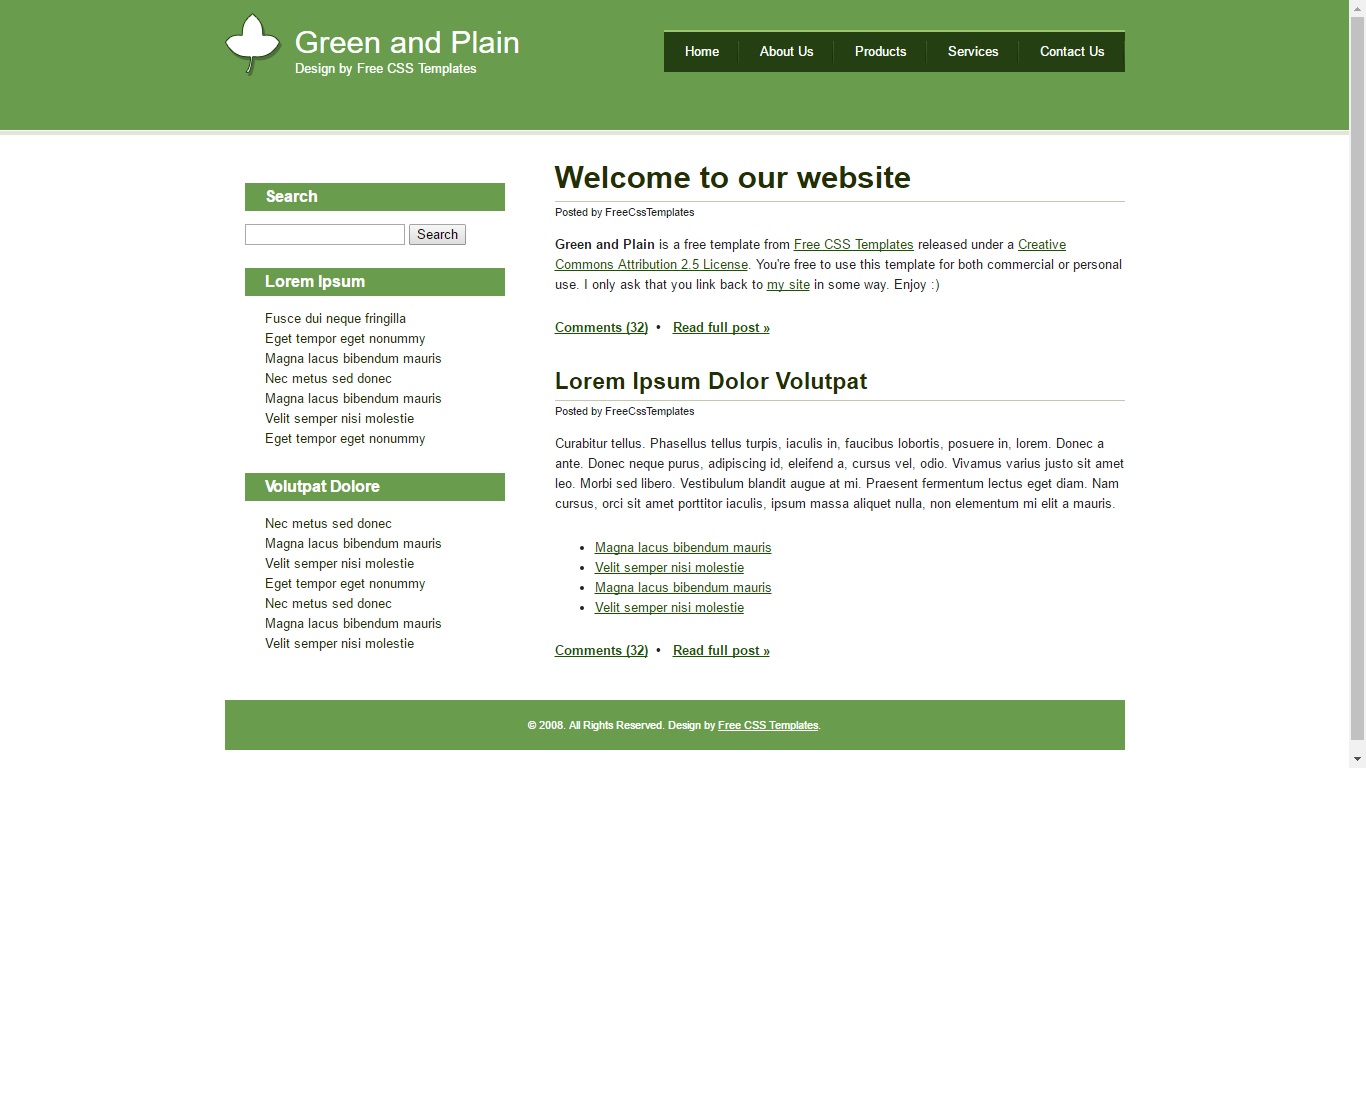 Green and Plain
Design by Free CSS Templates
Home About Us Products Services Contact Us
Search
Search
Lorem Ipsum
Fusce dui neque fringilla
Eget tempor eget nonummy
Magna lacus bibendum mauris
Nec metus sed donec
Magna lacus bibendum mauris
Velit semper nisi molestie
Eget tempor eget nonummy
Volutpat Dolore
Nec metus sed donec
Magna lacus bibendum mauris
Velit semper nisi molestie
Eget tempor eget nonummy
Nec metus sed donec
Magna lacus bibendum mauris
Velit semper nisi molestie
Welcome to our website
Posted by FreeCssTemplates
Green and Plain is a free template from Free CSS Templates released under a Creative
Commons Attribution 2.5 License. You're free to use this template for both commercial or personal
use. I only ask that you link back to my site in some way. Enjoy :)
Comments (32) • Read full post »
Lorem Ipsum Dolor Volutpat
Posted by FreeCssTemplates
Curabitur tellus. Phasellus tellus turpis, iaculis in, faucibus lobortis, posuere in, lorem. Donec a
ante. Donec neque purus, adipiscing id, eleifend a, cursus vel, odio. Vivamus varius justo sit amet
leo. Morbi sed libero. Vestibulum blandit augue at mi. Praesent fermentum lectus eget diam. Nam
cursus, orci sit amet porttitor iaculis, ipsum massa aliquet nulla, non elementum mi elit a mauris.
• Magna lacus bibendum mauris
• Velit semper nisi molestie
• Magna lacus bibendum mauris
• Velit semper nisi molestie
Comments (32) • Read full post »
© 2008. All Rights Reserved. Design by Free CSS Templates.